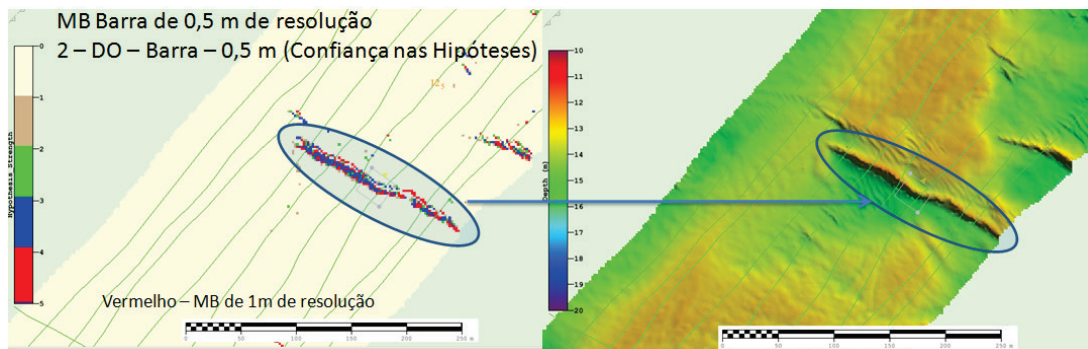 MB Barra de 0,5 m de resolução
2 – DO – Barra – 0,5 m (Confiança nas Hipóteses)
0
1
2
3
4
5
Hypothesis Strength
Vermelho – MB de 1m de resolução
0 50 100 150 200 250 m
-10
-11
-12
-13
-14
-15
-16
-17
-18
-19
-20
Depth (m)
0 50 100 150 200 250 m